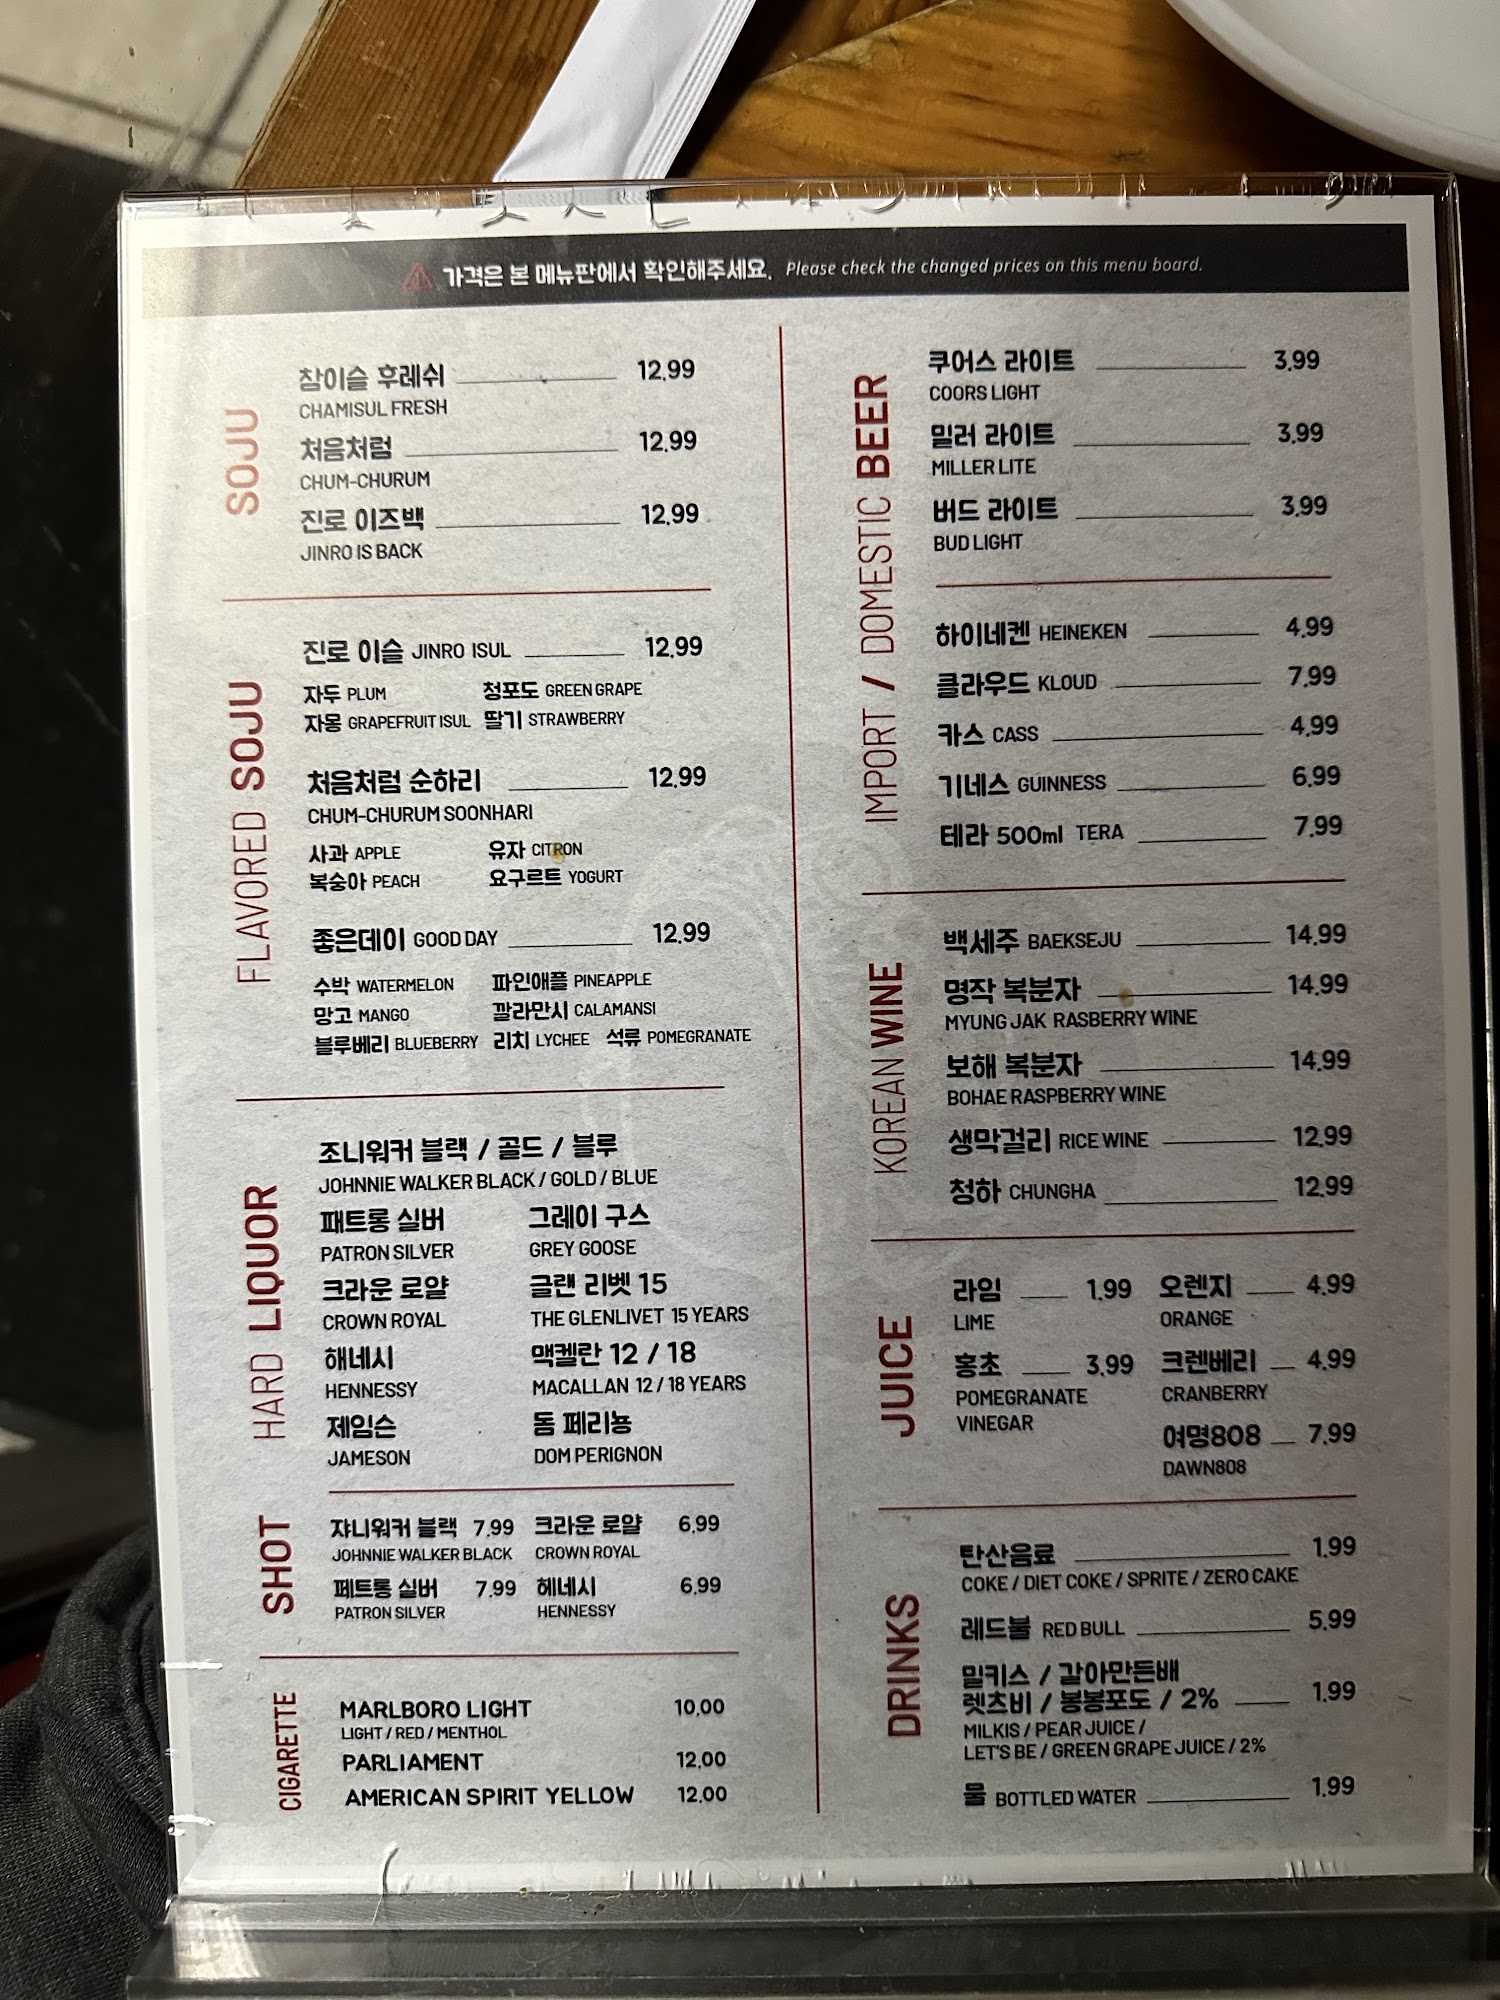 가격은 본 메뉴판에서 확인해주세요. Please check the changed prices on this menu board.
SOJU
참이슬 후레쉬 12.99
CHAMISUL FRESH
처음처럼 12.99
CHUM-CHURUM
진로 이즈백 12.99
JINRO IS BACK
FLAVORED SOJU
진로 이슬 JINRO ISUL 12.99
자두 PLUM 청포도 GREEN GRAPE
자몽 GRAPEFRUIT ISUL 딸기 STRAWBERRY
처음처럼 순하리 12.99
CHUM-CHURUM SOONHARI
사과 APPLE 유자 CITRON
복숭아 PEACH 요구르트 YOGURT
좋은데이 GOOD DAY 12.99
수박 WATERMELON 파인애플 PINEAPPLE
망고 MANGO 깔라만시 CALAMANSI
블루베리 BLUEBERRY 리치 LYCHEE 석류 POMEGRANATE
HARD LIQUOR
조니워커 블랙 / 골드 / 블루
JOHNNIE WALKER BLACK / GOLD / BLUE
패트롱 실버 그레이 구스
PATRON SILVER GREY GOOSE
크라운 로얄 글랜 리벳 15
CROWN ROYAL THE GLENLIVET 15 YEARS
해네시 맥켈란 12 / 18
HENNESSY MACALLAN 12 / 18 YEARS
제임슨 돔 페리뇽
JAMESON DOM PERIGNON
SHOT
쟈니워커 블랙 7.99 크라운 로얄 6.99
JOHNNIE WALKER BLACK CROWN ROYAL
페트롱 실버 7.99 헤네시 6.99
PATRON SILVER HENNESSY
CIGARETTE
MARLBORO LIGHT 10.00
LIGHT / RED / MENTHOL
PARLIAMENT 12.00
AMERICAN SPIRIT YELLOW 12.00
IMPORT / DOMESTIC BEER
쿠어스 라이트 3.99
COORS LIGHT
밀러 라이트 3.99
MILLER LITE
버드 라이트 3.99
BUD LIGHT
하이네켄 HEINEKEN 4.99
클라우드 KLOUD 7.99
카스 CASS 4.99
기네스 GUINNESS 6.99
테라 500ml TERA 7.99
KOREAN WINE
백세주 BAEKSEJU 14.99
명작 복분자 14.99
MYUNG JAK RASBERRY WINE
보해 복분자 14.99
BOHAE RASPBERRY WINE
생막걸리 RICE WINE 12.99
청하 CHUNGHA 12.99
JUICE
라임 1.99 오렌지 4.99
LIME ORANGE
홍초 3.99 크렌베리 4.99
POMEGRANATE CRANBERRY
VINEGAR
여명808 7.99
DAWN808
DRINKS
탄산음료 1.99
COKE / DIET COKE / SPRITE / ZERO CAKE
레드불 RED BULL 5.99
밀키스 / 갈아만든배
렛츠비 / 봉봉포도 / 2% 1.99
MILKIS / PEAR JUICE /
LET'S BE / GREEN GRAPE JUICE / 2%
물 BOTTLED WATER 1.99